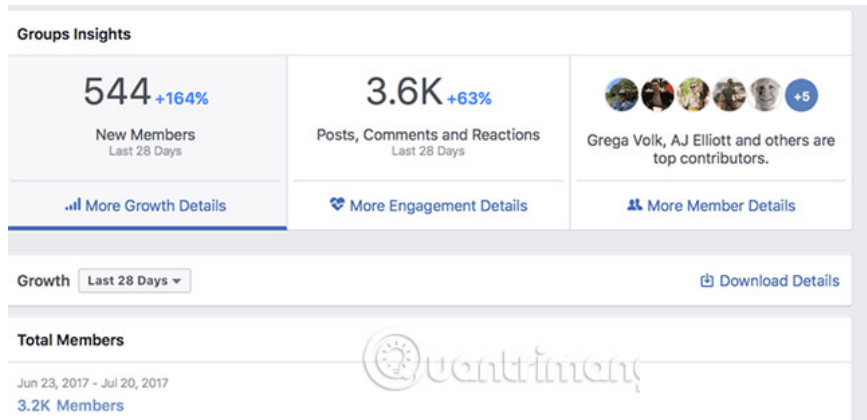 Groups Insights
544 +164%
New Members
Last 28 Days
More Growth Details
3.6K +63%
Posts, Comments and Reactions
Last 28 Days
More Engagement Details
+5
Grega Volk, AJ Elliott and others are
top contributors.
More Member Details
Growth
Last 28 Days
Download Details
Total Members
Jun 23, 2017 - Jul 20, 2017
3.2K Members
Quantrimang